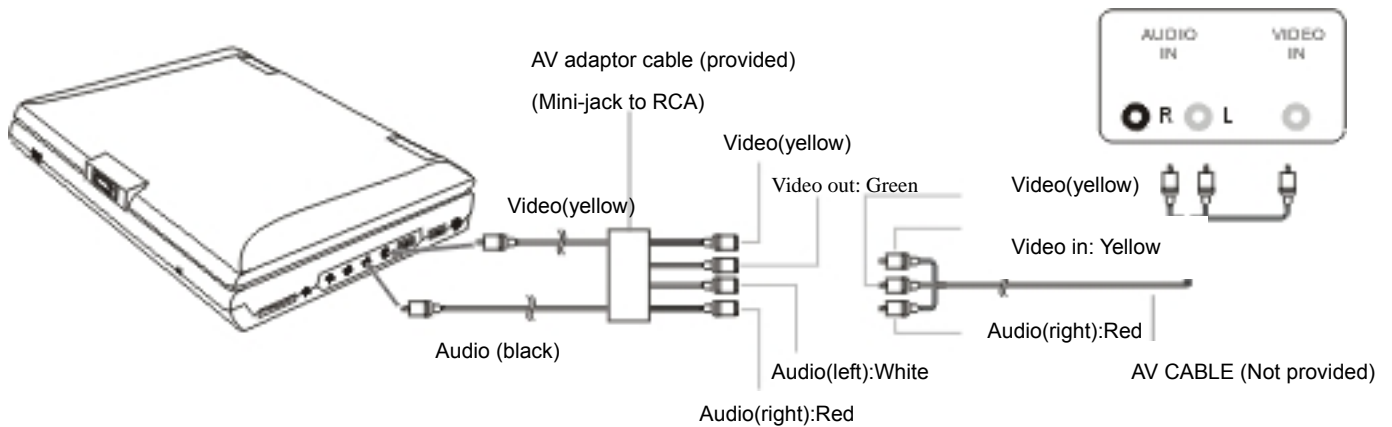 AV adaptor cable (provided)
(Mini-jack to RCA)
AUDIO
IN
VIDEO
IN
R
L
Video(yellow)
Video out: Green
Video(yellow)
Video(yellow)
Video in: Yellow
Audio (black)
Audio(right):Red
Audio(left):White
AV CABLE (Not provided)
Audio(right):Red